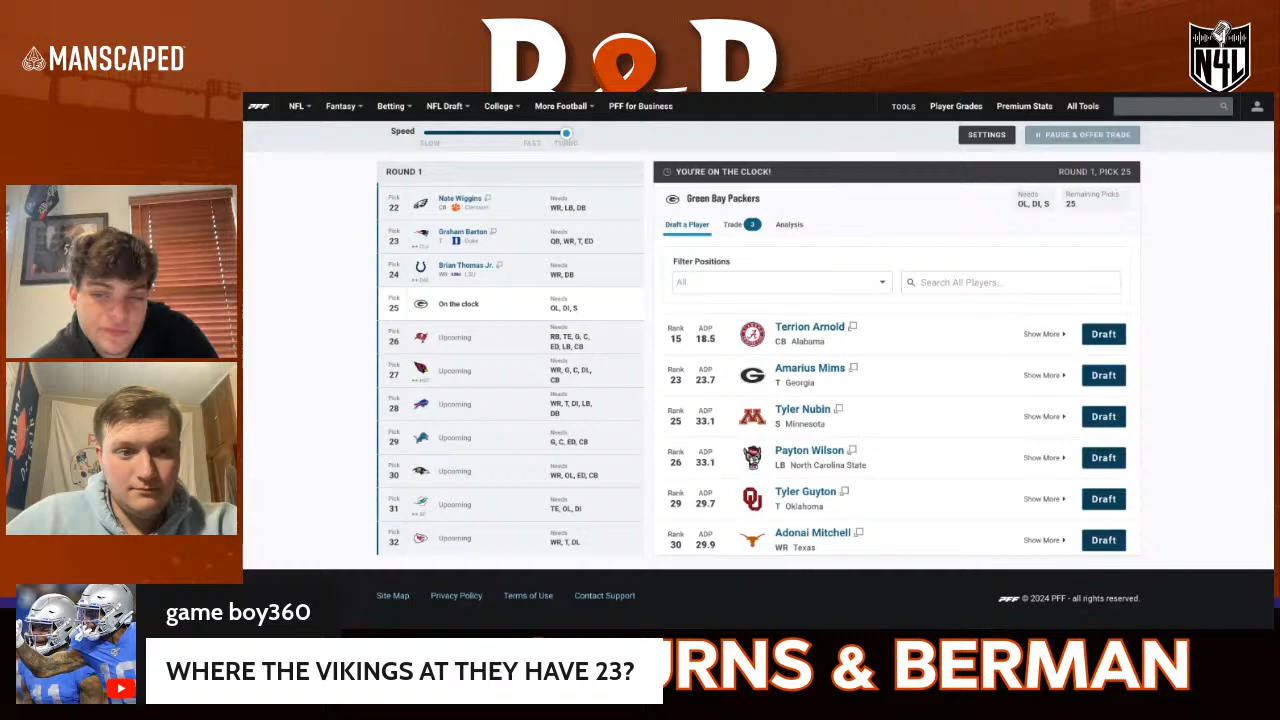 MANSCAPED
B&B
N4L
PFF NFL Fantasy Betting NFL Draft College More Football PFF for Business TOOLS Player Grades Premium Stats All Tools
Speed
SLOW FAST TURBO
SETTINGS
PAUSE & OFFER TRADE
ROUND 1
Pick 22 Nate Wiggins CB Clemson Needs WR, LB, DB
Pick 23 Graham Barton T Duke Needs QB, WR, T, ED
Pick 24 Brian Thomas Jr. WR LSU Needs WR, DB
Pick 25 On the clock Needs OL, DI, S
Pick 26 Upcoming Needs RB, TE, G, C,
ED, LB, CB
Pick 27 Upcoming Needs WR, G, C, DL,
CB
Pick 28 Upcoming Needs WR, T, DI, LB,
DB
Pick 29 Upcoming Needs G, C, ED, CB
Pick 30 Upcoming Needs WR, OL, ED, CB
Pick 31 Upcoming Needs TE, OL, DI
Pick 32 Upcoming Needs WR, T, DL
YOU'RE ON THE CLOCK! ROUND 1, PICK 25
Green Bay Packers
Needs
OL, DI, S
Remaining Picks
25
Draft a Player Trade 3 Analysis
Filter Positions
All
Search All Players...
Rank 15 ADP 18.5 Terrion Arnold CB Alabama Show More Draft
Rank 23 ADP 23.7 Amarius Mims T Georgia Show More Draft
Rank 25 ADP 33.1 Tyler Nubin S Minnesota Show More Draft
Rank 26 ADP 33.1 Payton Wilson LB North Carolina State Show More Draft
Rank 29 ADP 29.7 Tyler Guyton T Oklahoma Show More Draft
Rank 30 ADP 29.9 Adonai Mitchell WR Texas Show More Draft
Site Map Privacy Policy Terms of Use Contact Support
PFF © 2024 PFF - all rights reserved.
game boy360
WHERE THE VIKINGS AT THEY HAVE 23?
URNS & BERMAN